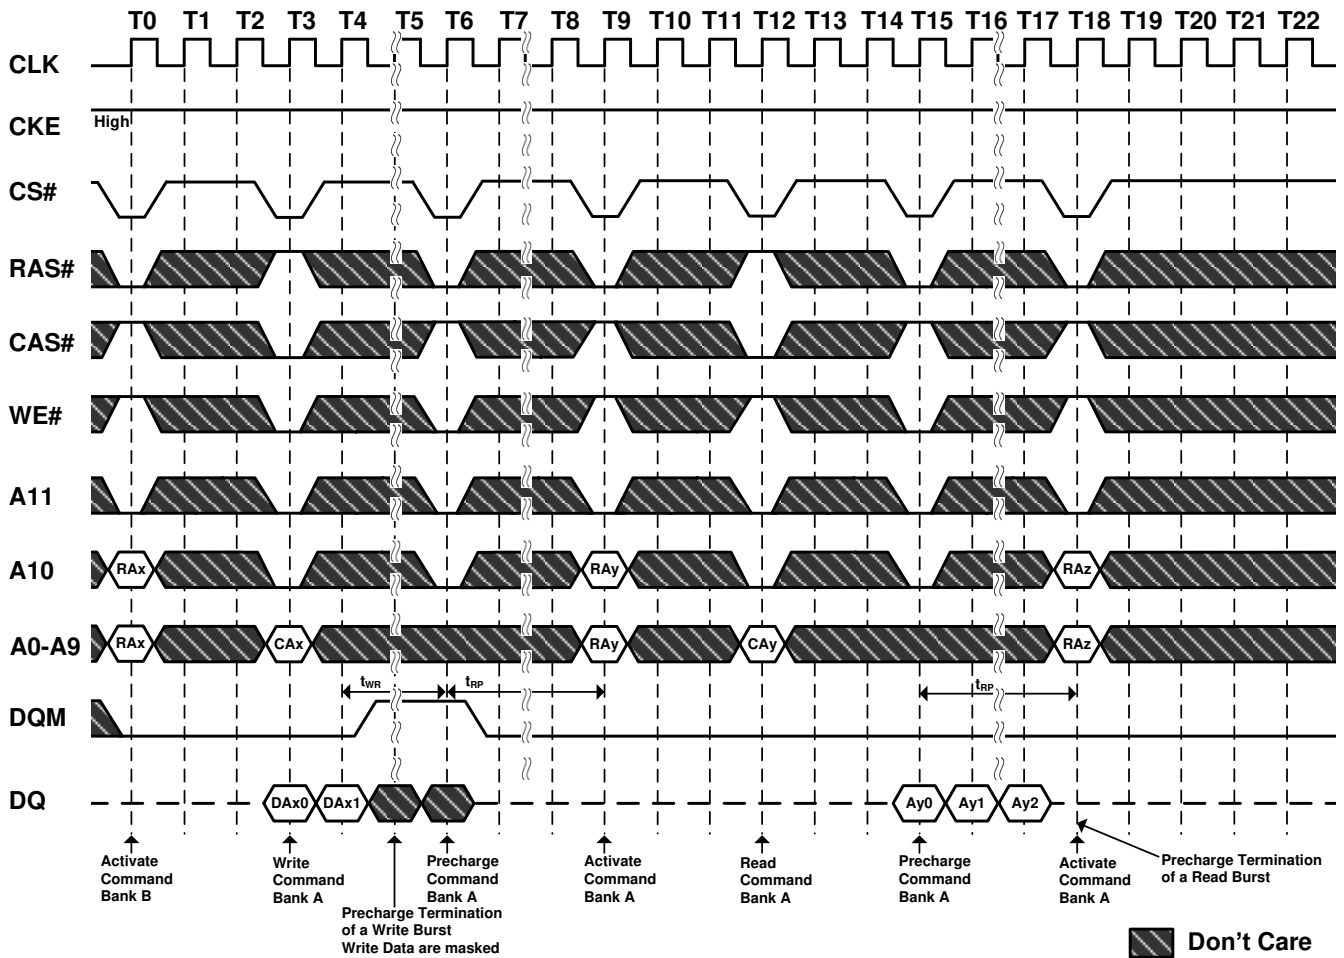 T0 T1 T2 T3 T4 T5 T6 T7 T8 T9 T10 T11 T12 T13 T14 T15 T16 T17 T18 T19 T20 T21 T22
CLK
CKE High
CS#
RAS#
CAS#
WE#
A11
A10 RAx RAy RAz
A0-A9 RAx CAx RAy CAy RAz
tWR tRP tRP
DQM
DQ DAx0 DAx1 Ay0 Ay1 Ay2
Activate
Command
Bank B
Write
Command
Bank A
Precharge Termination
of a Write Burst
Write Data are masked
Precharge
Command
Bank A
Activate
Command
Bank A
Read
Command
Bank A
Precharge
Command
Bank A
Activate
Command
Bank A
Precharge Termination
of a Read Burst
Don't Care